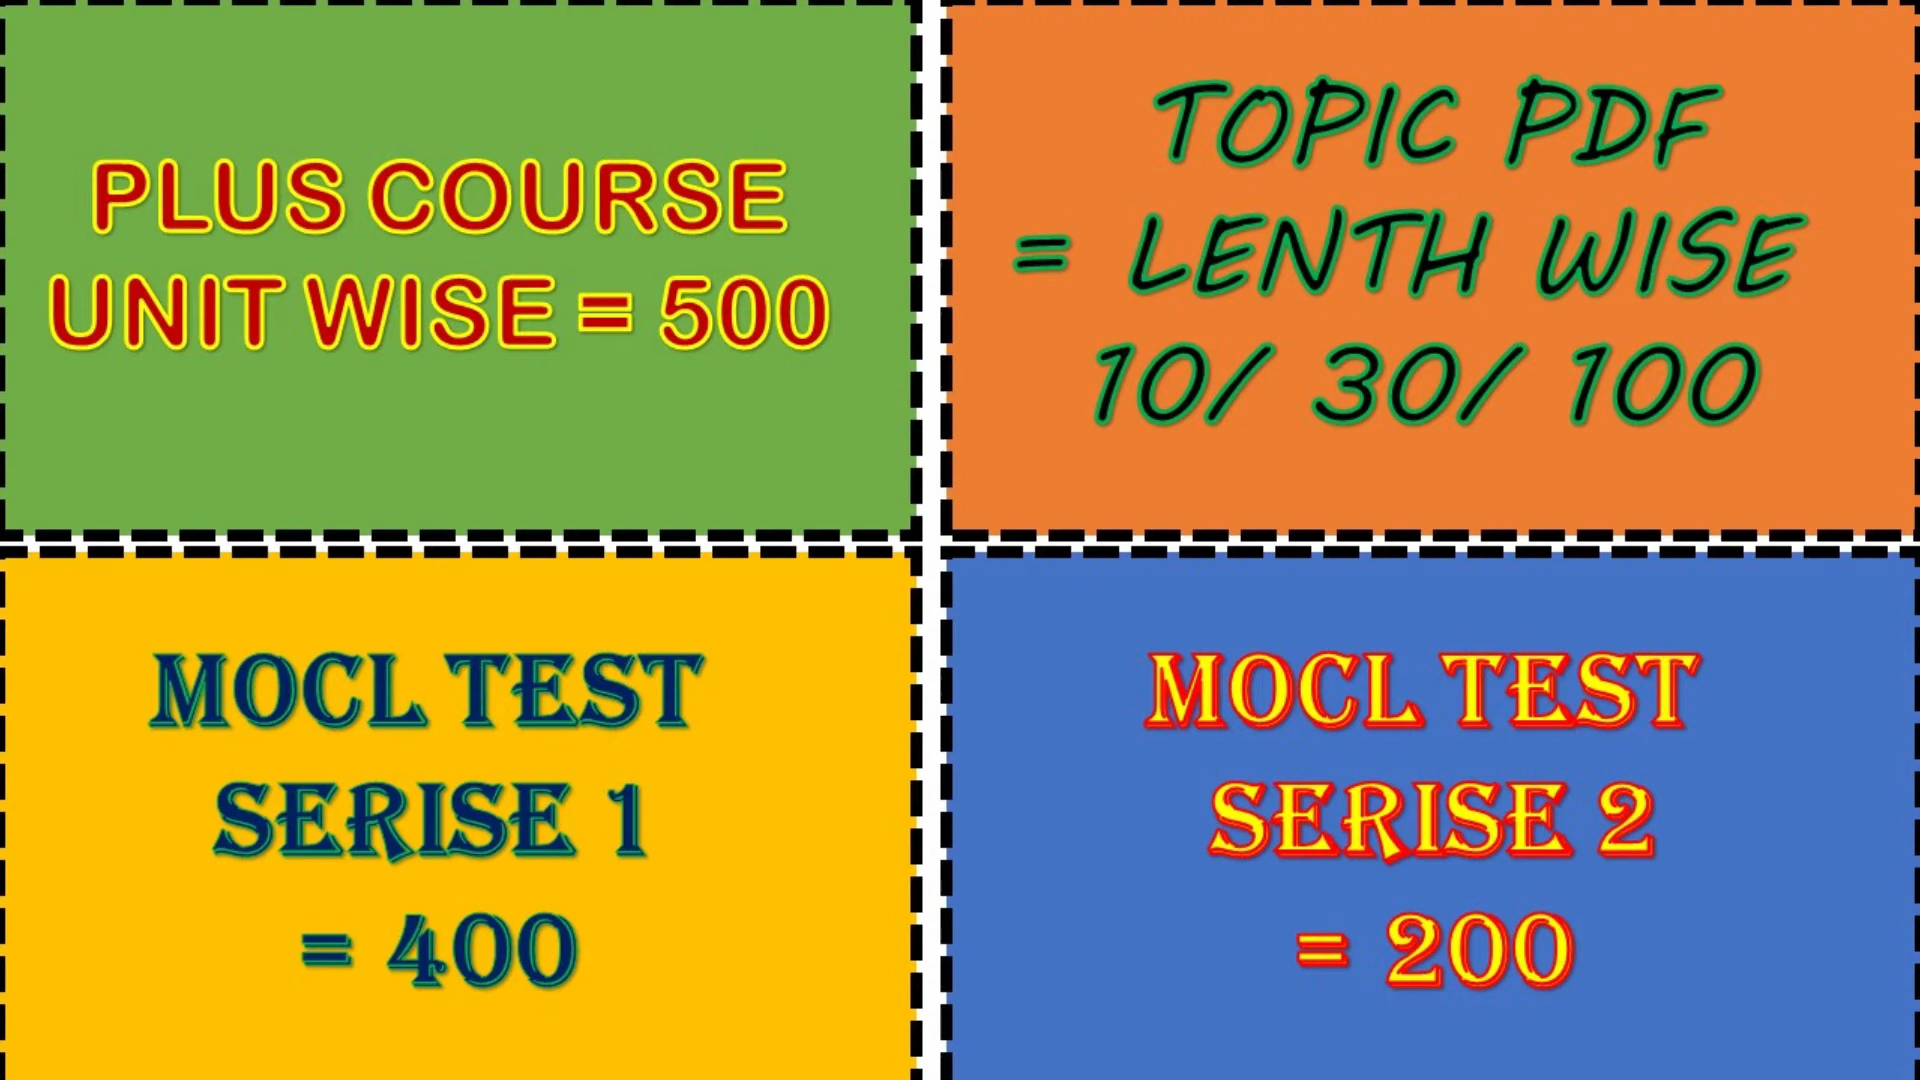 PLUS COURSE
UNIT WISE = 500
TOPIC PDF
= LENTH WISE
10/ 30/ 100
MOCL TEST
SERISE 1
= 400
MOCL TEST
SERISE 2
= 200